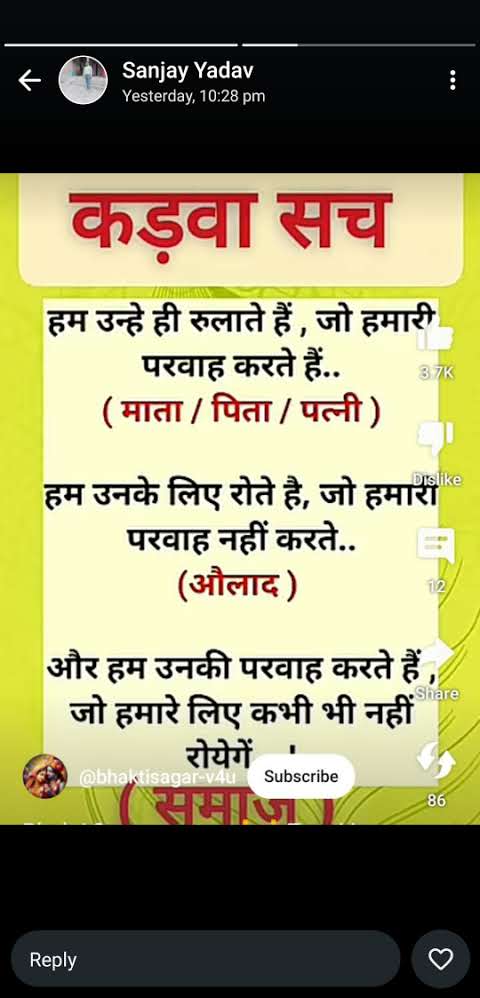 Sanjay Yadav
Yesterday, 10:28 pm
कड़वा सच
हम उन्हे ही रुलाते हैं , जो हमारी
परवाह करते हैं..
( माता / पिता / पत्नी )
3.7K
Dislike
हम उनके लिए रोते है, जो हमारी
परवाह नहीं करते..
(औलाद )
12
और हम उनकी परवाह करते हैं ,
जो हमारे लिए कभी भी नहीं
रोयेगें
Share
@bhaktisagar-v4u
Subscribe
86
( समाज )
Reply